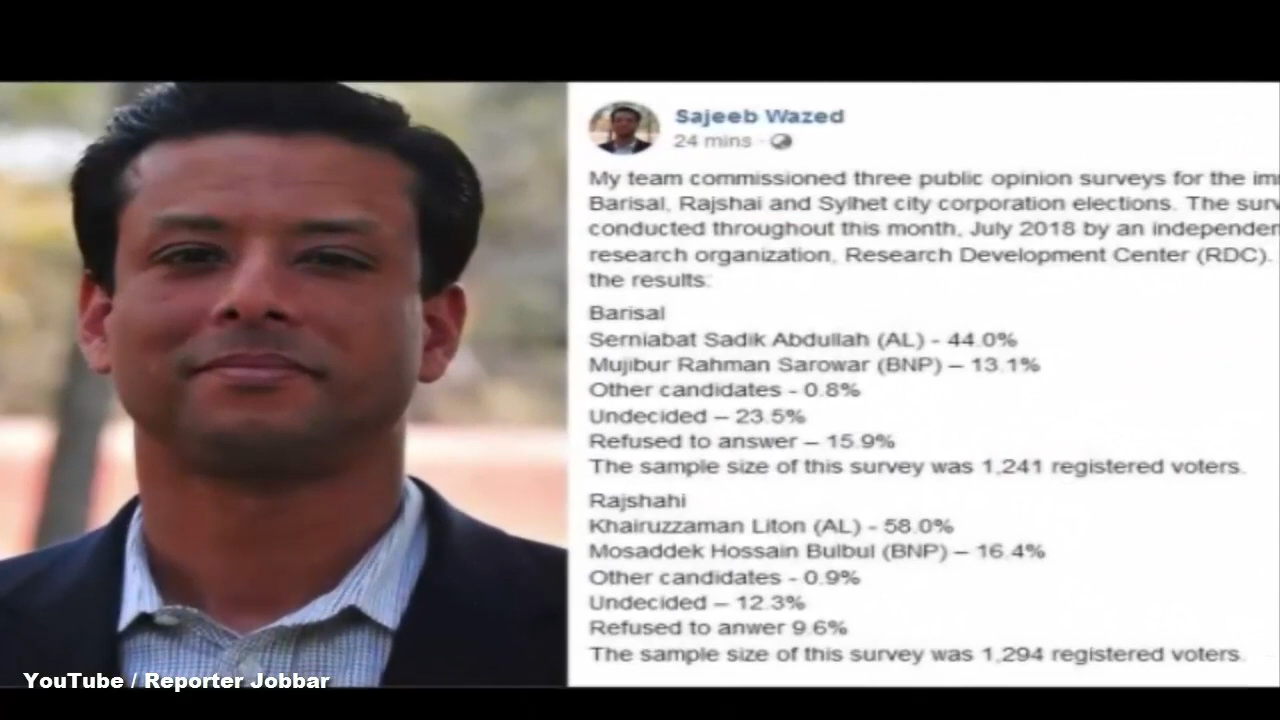 Sajeeb Wazed
24 mins
My team commissioned three public opinion surveys for the
Barisal, Rajshai and Sylhet city corporation elections. The
conducted throughout this month, July 2018 by an
research organization, Research Development Center (RDC).
the results:
Barisal
Serniabat Sadik Abdullah (AL) - 44.0%
Mujibur Rahman Sarowar (BNP) – 13.1%
Other candidates - 0.8%
Undecided – 23.5%
Refused to answer – 15.9%
The sample size of this survey was 1,241 registered voters.
Rajshahi
Khairuzzaman Liton (AL) - 58.0%
Mosaddek Hossain Bulbul (BNP) – 16.4%
Other candidates - 0.9%
Undecided – 12.3%
Refused to anwer 9.6%
The sample size of this survey was 1,294 registered voters.
YouTube / Reporter Jobbar